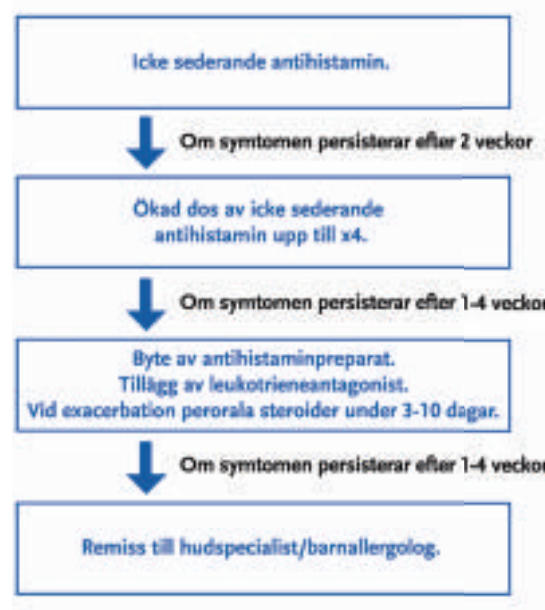 Icke sederande antihistamin.
Om symtomen persisterar efter 2 veckor
Ökad dos av icke sederande
antihistamin upp till x4.
Om symtomen persisterar efter 1-4 veckor
Byte av antihistaminpreparat.
Tillägg av leukotrieneantagonist.
Vid exacerbation perorala steroider under 3-10 dagar.
Om symtomen persisterar efter 1-4 veckor
Remiss till hudspecialist/barnallergolog.